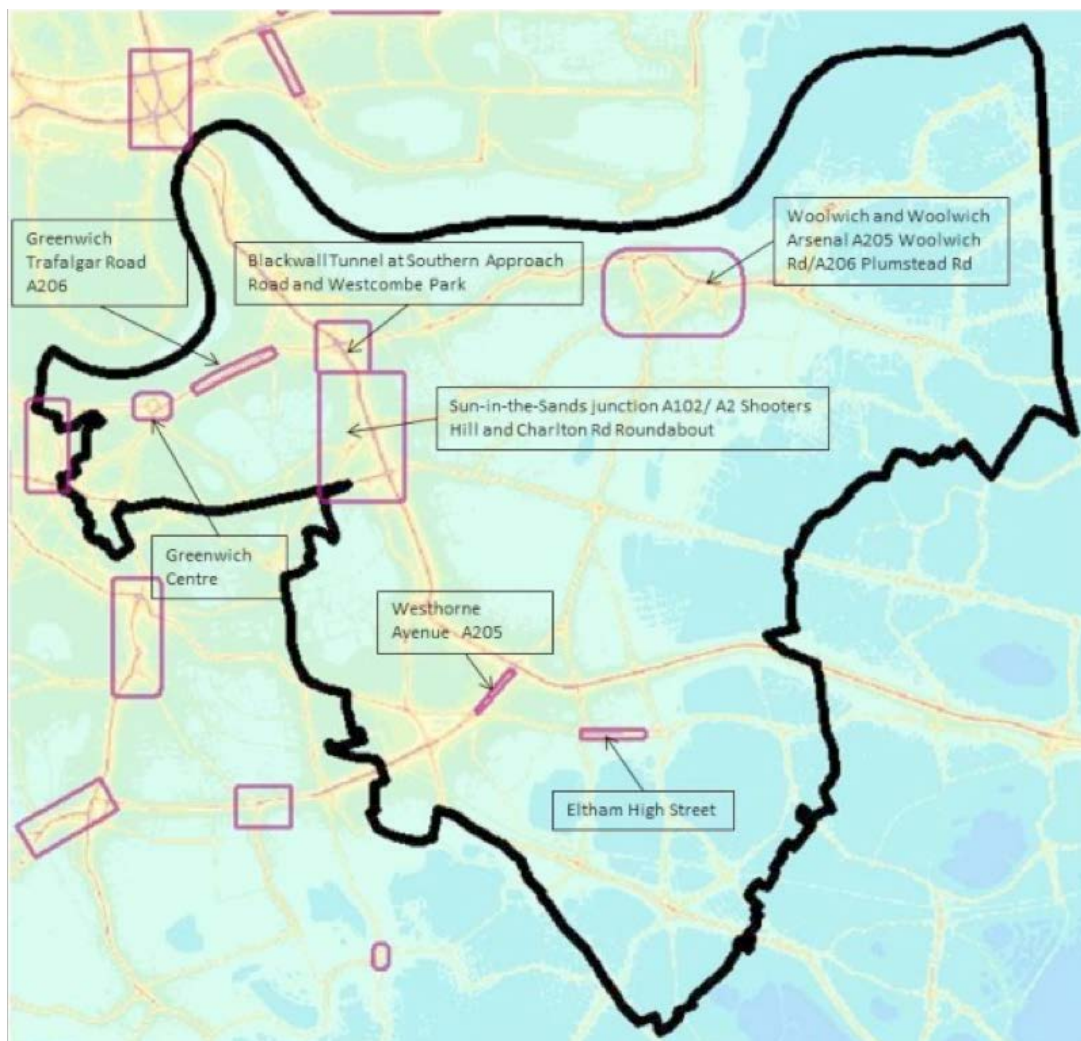 Greenwich
Trafalgar Road
A206
Blackwall Tunnel at Southern Approach
Road and Westcombe Park
Woolwich and Woolwich
Arsenal A205 Woolwich
Rd/A206 Plumstead Rd
Sun-in-the-Sands junction A102/ A2 Shooters
Hill and Charlton Rd Roundabout
Greenwich
Centre
Westhorne
Avenue A205
Eltham High Street